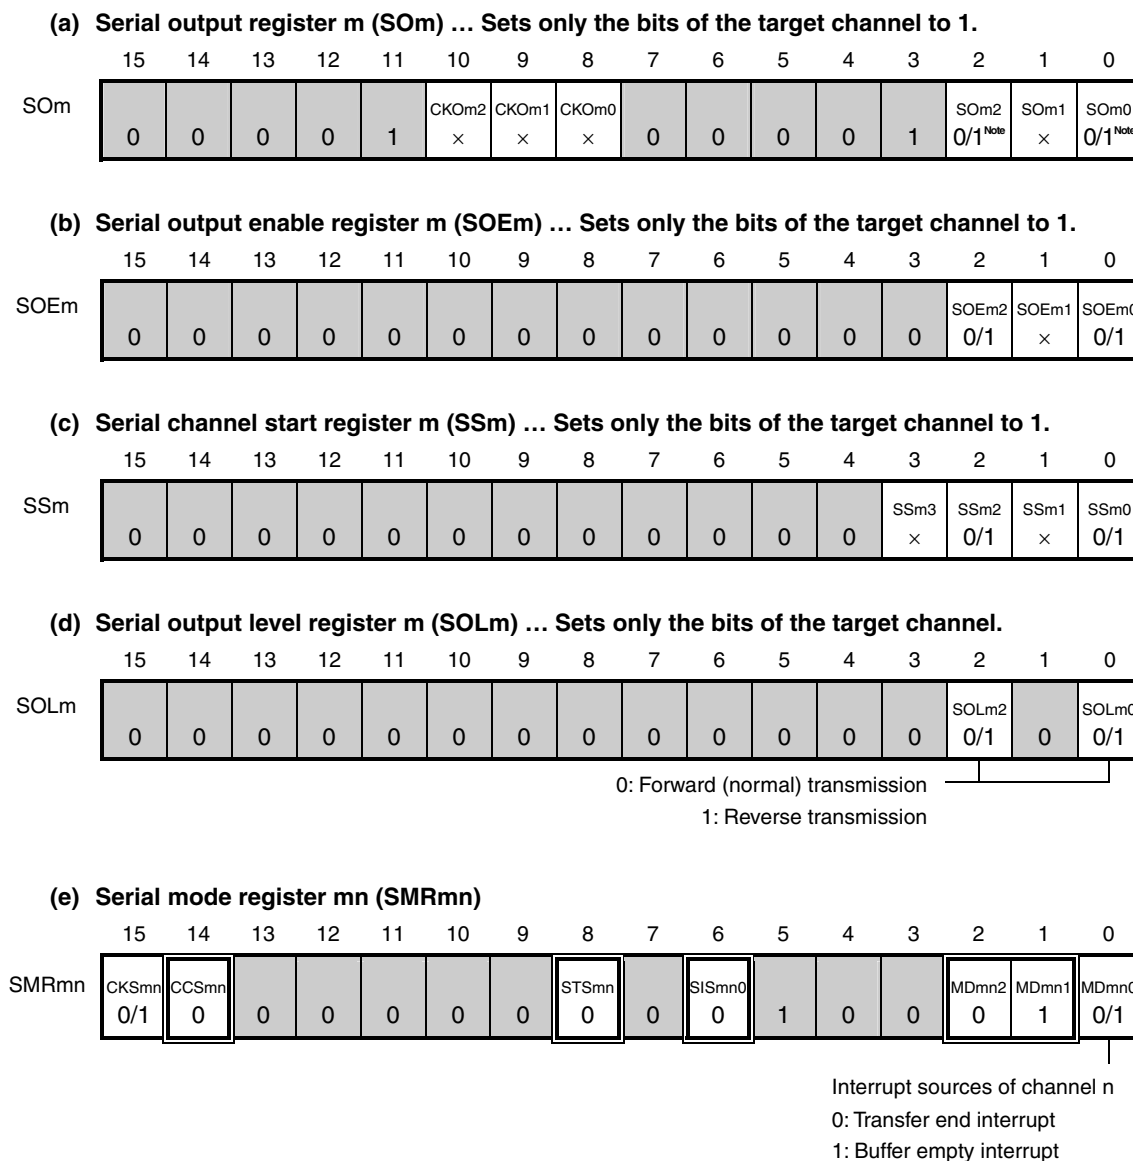 (a) Serial output register m (SOm) … Sets only the bits of the target channel to 1.
15 14 13 12 11 10 9 8 7 6 5 4 3 2 1 0
SOm
CKOm2 CKOm1 CKOm0 SOm2 SOm1 SOm0
0 0 0 0 1 × × × 0 0 0 0 1 0/1Note × 0/1Note
(b) Serial output enable register m (SOEm) … Sets only the bits of the target channel to 1.
15 14 13 12 11 10 9 8 7 6 5 4 3 2 1 0
SOEm
SOEm2 SOEm1 SOEm0
0 0 0 0 0 0 0 0 0 0 0 0 0 0/1 × 0/1
(c) Serial channel start register m (SSm) … Sets only the bits of the target channel to 1.
15 14 13 12 11 10 9 8 7 6 5 4 3 2 1 0
SSm
SSm3 SSm2 SSm1 SSm0
0 0 0 0 0 0 0 0 0 0 0 0 × 0/1 × 0/1
(d) Serial output level register m (SOLm) … Sets only the bits of the target channel.
15 14 13 12 11 10 9 8 7 6 5 4 3 2 1 0
SOLm
SOLm2 SOLm0
0 0 0 0 0 0 0 0 0 0 0 0 0 0/1 0 0/1
0: Forward (normal) transmission
1: Reverse transmission
(e) Serial mode register mn (SMRmn)
15 14 13 12 11 10 9 8 7 6 5 4 3 2 1 0
SMRmn
CKSmn CCSmn STSmn SISmn0 MDmn2 MDmn1 MDmn0
0/1 0 0 0 0 0 0 0 0 0 1 0 0 0 1 0/1
Interrupt sources of channel n
0: Transfer end interrupt
1: Buffer empty interrupt